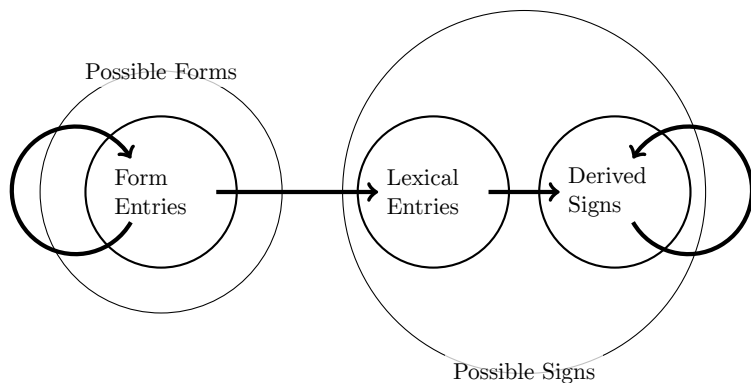 Possible Forms
Form
Entries
Lexical
Entries
Derived
Signs
Possible Signs